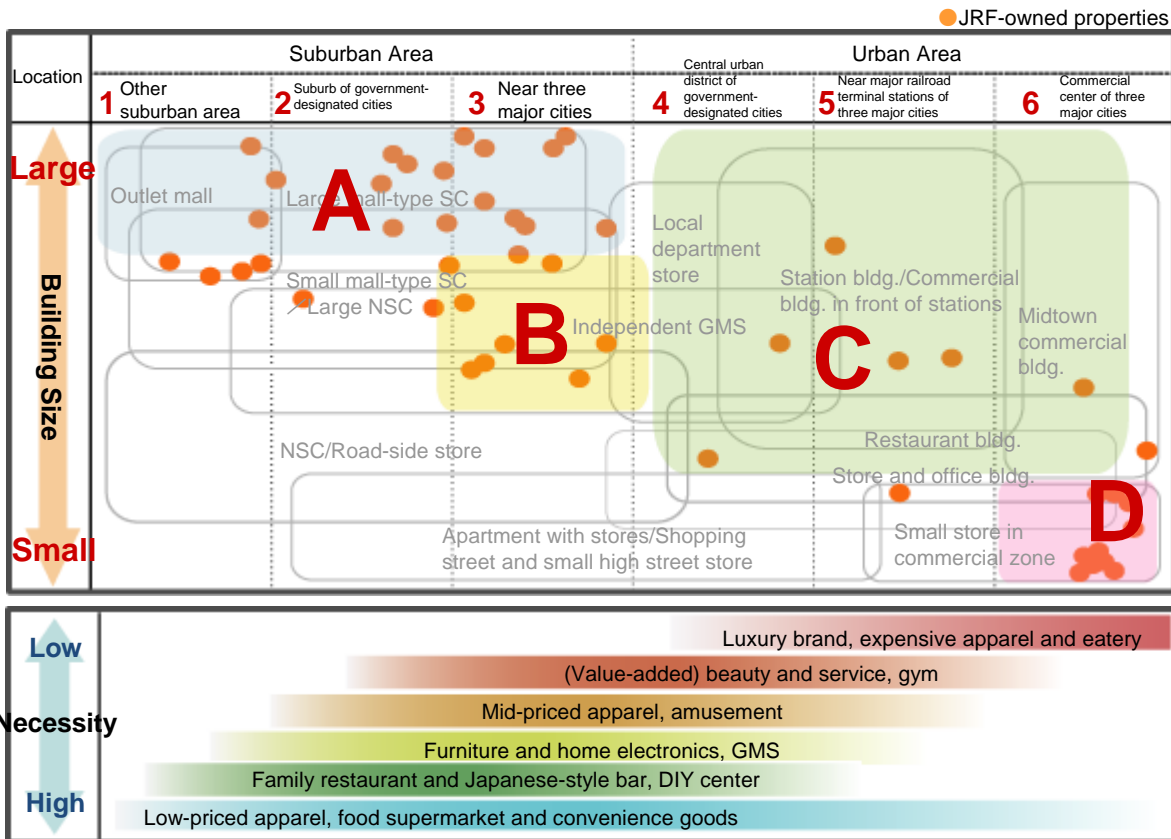 JRF-owned properties
Location
Suburban Area
Urban Area
1 Other
suburban area
2 Suburb of government-
designated cities
3 Near three
major cities
4 Central urban
district of
government-
designated cities
5 Near major railroad
terminal stations of
three major cities
6 Commercial
center of three
major cities
Large
Building Size
Small
A
B
C
D
Outlet mall
Large mall-type SC
Small mall-type SC
／Large NSC
Independent GMS
Local
department
store
Station bldg./Commercial
bldg. in front of stations
Midtown
commercial
bldg.
NSC/Road-side store
Restaurant bldg.
Store and office bldg.
Apartment with stores/Shopping
street and small high street store
Small store in
commercial zone
Low
Necessity
High
Luxury brand, expensive apparel and eatery
(Value-added) beauty and service, gym
Mid-priced apparel, amusement
Furniture and home electronics, GMS
Family restaurant and Japanese-style bar, DIY center
Low-priced apparel, food supermarket and convenience goods